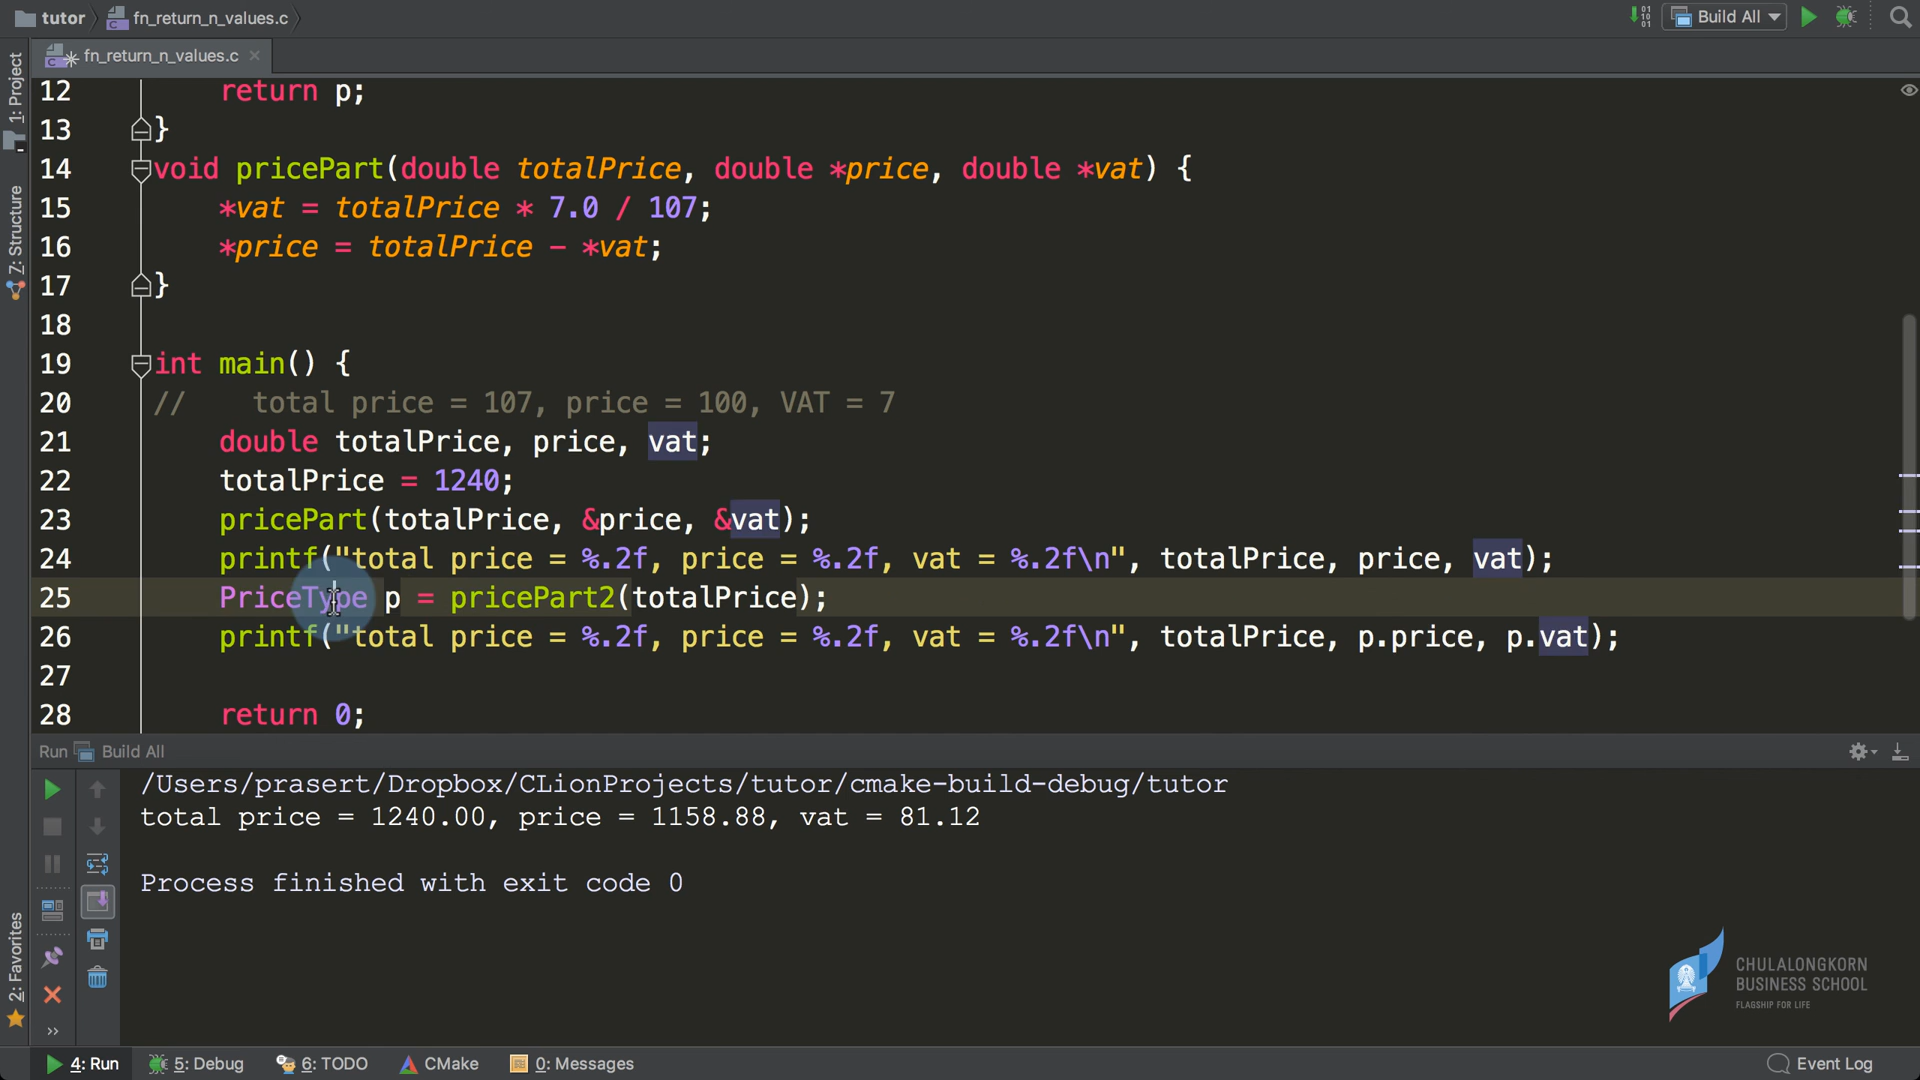 tutor fn_return_n_values.c Build All
fn_return_n_values.c
1: Project
7: Structure
2: Favorites
12 return p;
13 }
14 void pricePart(double totalPrice, double *price, double *vat) {
15 *vat = totalPrice * 7.0 / 107;
16 *price = totalPrice - *vat;
17 }
18
19 int main() {
20 // total price = 107, price = 100, VAT = 7
21 double totalPrice, price, vat;
22 totalPrice = 1240;
23 pricePart(totalPrice, &price, &vat);
24 printf("total price = %.2f, price = %.2f, vat = %.2f\n", totalPrice, price, vat);
25 PriceType p = pricePart2(totalPrice);
26 printf("total price = %.2f, price = %.2f, vat = %.2f\n", totalPrice, p.price, p.vat);
27
28 return 0;
Run Build All
/Users/prasert/Dropbox/CLionProjects/tutor/cmake-build-debug/tutor
total price = 1240.00, price = 1158.88, vat = 81.12
Process finished with exit code 0
CHULALONGKORN
BUSINESS SCHOOL
FLAGSHIP FOR LIFE
4: Run 5: Debug 6: TODO CMake 0: Messages Event Log